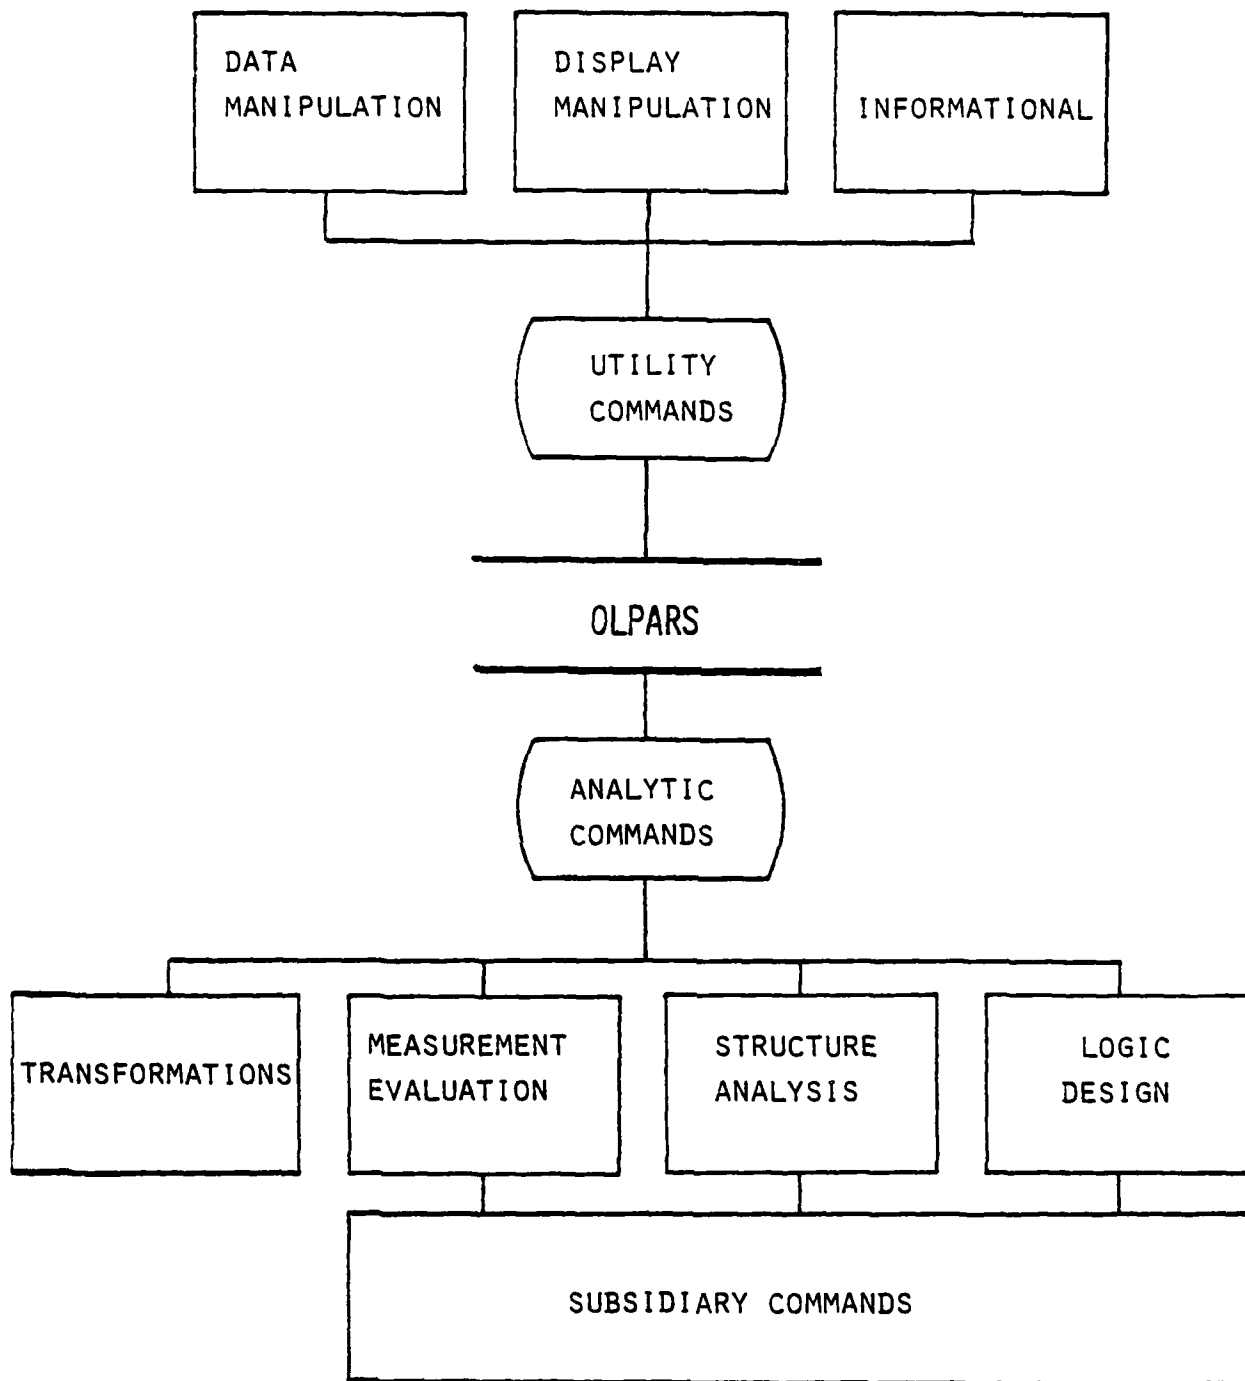 DATA
MANIPULATION
DISPLAY
MANIPULATION
INFORMATIONAL
UTILITY
COMMANDS
OLPARS
ANALYTIC
COMMANDS
TRANSFORMATIONS
MEASUREMENT
EVALUATION
STRUCTURE
ANALYSIS
LOGIC
DESIGN
SUBSIDIARY COMMANDS